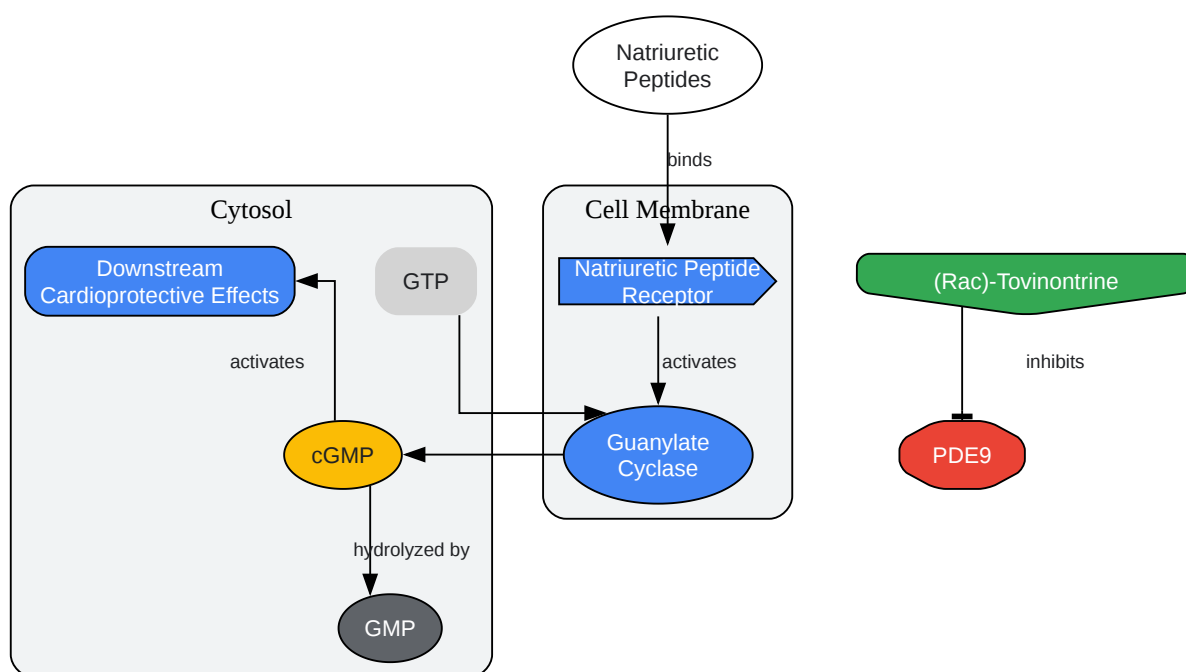 Natriuretic
Peptides
binds
Cytosol
Cell Membrane
Downstream
Cardioprotective Effects
GTP
Natriuretic Peptide
Receptor
(Rac)-Tovinontrine
activates
activates
inhibits
cGMP
Guanylate
Cyclase
PDE9
hydrolyzed by
GMP